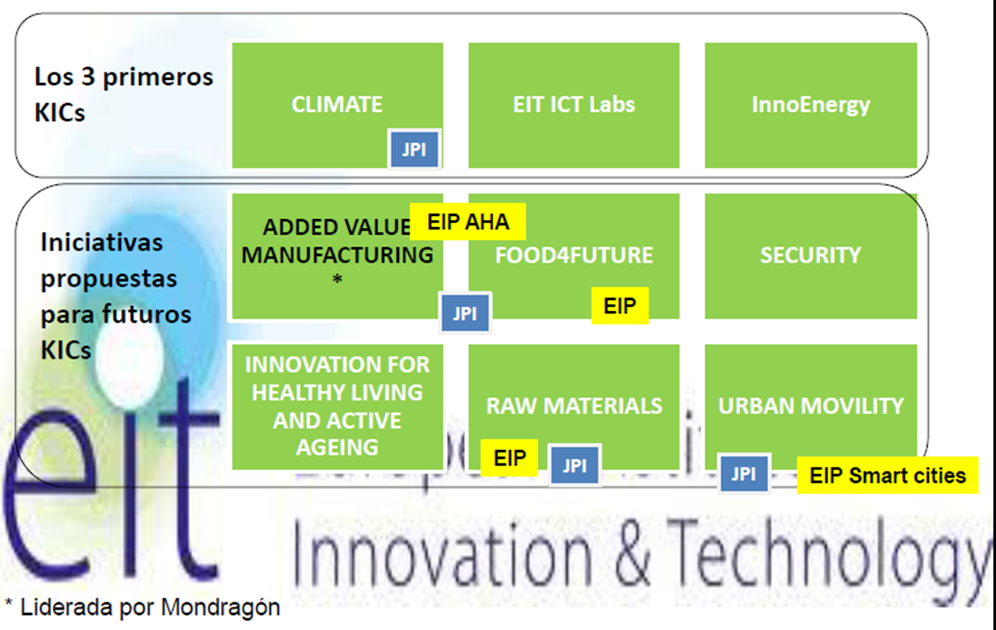 Los 3 primeros
KICs
CLIMATE
JPI
EIT ICT Labs
InnoEnergy
Iniciativas
propuestas
para futuros
KICs
ADDED VALUE
MANUFACTURING
*
EIP AHA
JPI
FOOD4FUTURE
EIP
SECURITY
INNOVATION FOR
HEALTHY LIVING
AND ACTIVE
AGEING
RAW MATERIALS
EIP
JPI
URBAN MOVILITY
JPI
EIP Smart cities
eit
Innovation & Technology
* Liderada por Mondragón